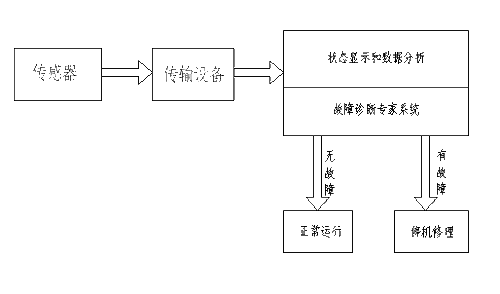 传感器
传输设备
状态显示和数据分析
故障诊断专家系统
无故障
有故障
正常运行
停机修理